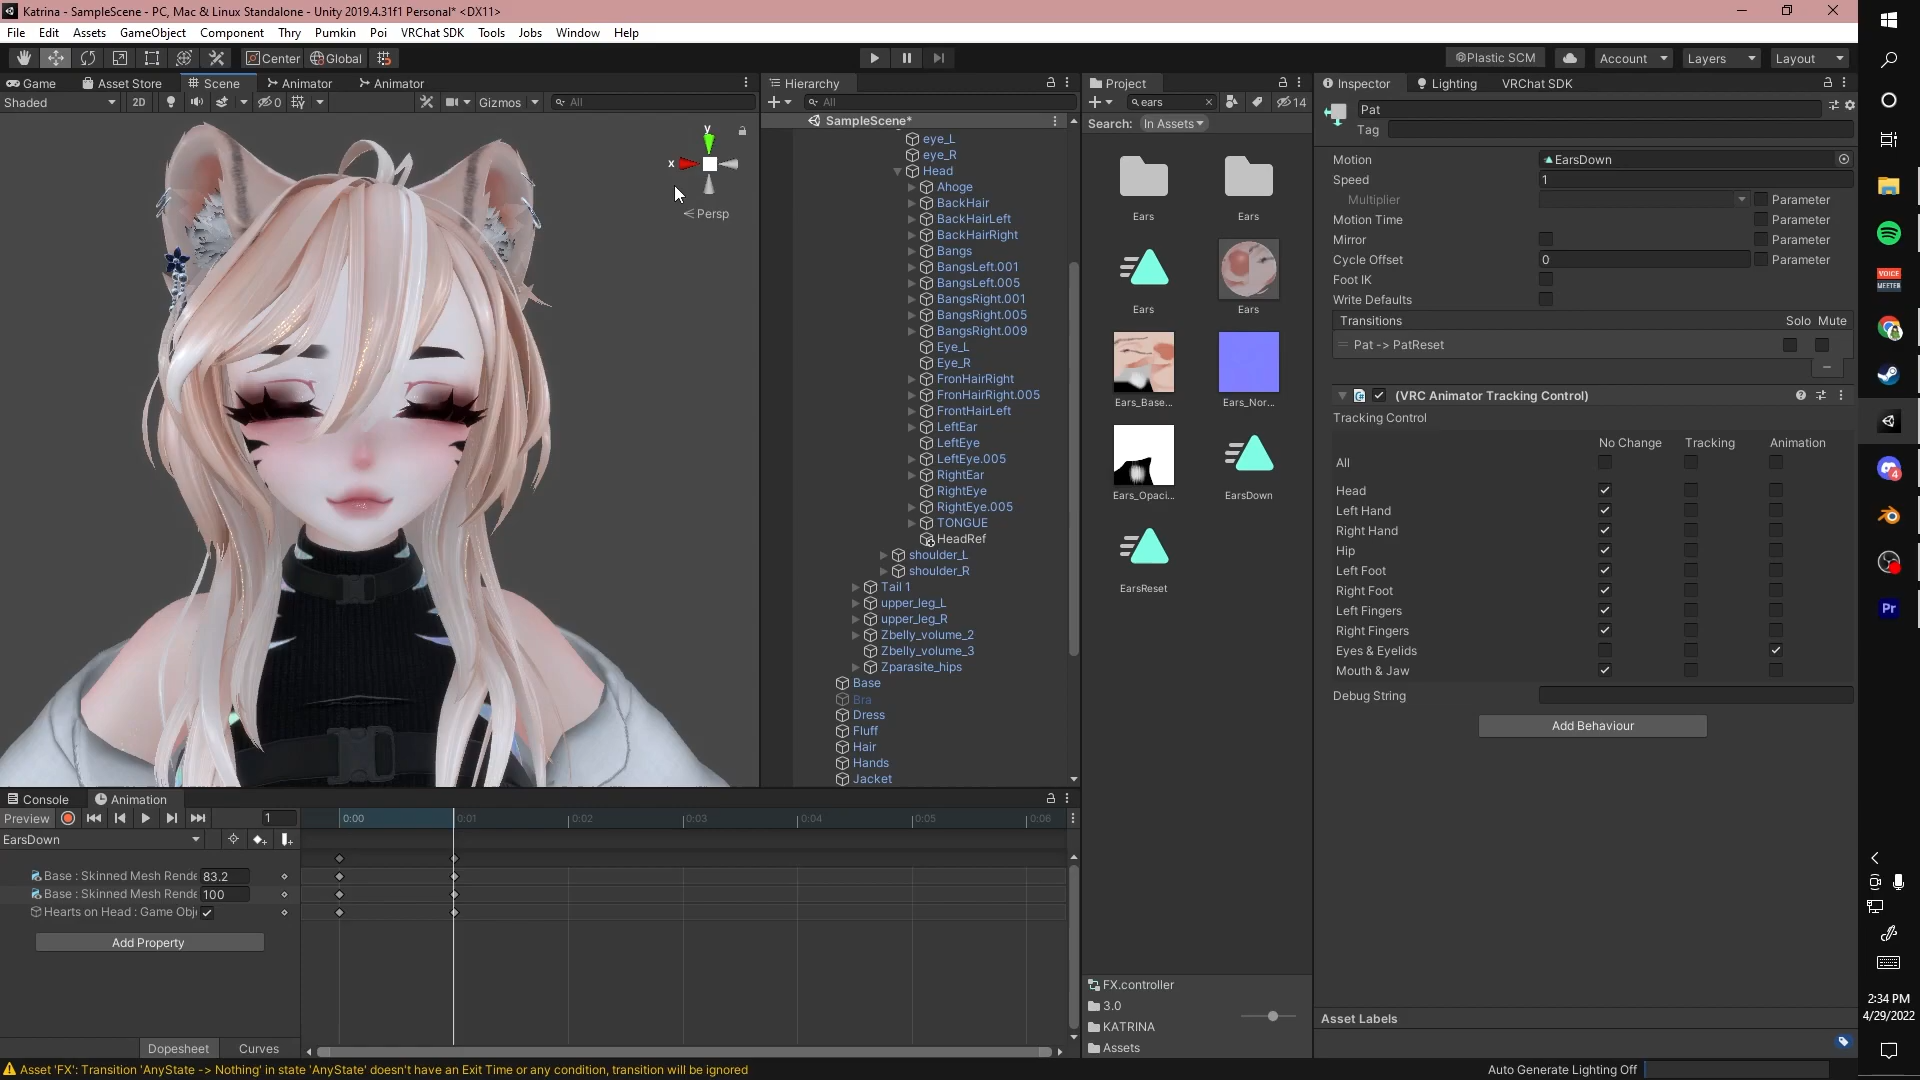 Katrina - SampleScene - PC, Mac & Linux Standalone - Unity 2019.4.31f1 Personal* <DX11>
File Edit Assets GameObject Thry Pumkin Component Poi VRChat SDK Tools Jobs Window Help
Center Global Plastic SCM Account Layers Layout
Game Asset Store Scene Animator Animator
Shaded 2D 0 Gizmos All
y
x
Persp
Hierarchy
All
SampleScene*
eye_L
eye_R
Head
Ahoge
BackHair
BackHairLeft
BackHairRight
Bangs
BangsLeft.001
BangsLeft.005
BangsRight.001
BangsRight.005
BangsRight.009
Eye_L
Eye_R
FronHairRight
FronHairRight.005
FrontHairLeft
LeftEar
LeftEye
LeftEye.005
RightEar
RightEye
RightEye.005
TONGUE
HeadRef
shoulder_L
shoulder_R
Tail 1
upper_leg_L
upper_leg_R
Zbelly_volume_2
Zbelly_volume_3
Zparasite_hips
Base
Bra
Dress
Fluff
Hair
Hands
Jacket
Project
ears 14
Search: In Assets
Ears Ears
Ears Ears
Ears_Base... Ears_Nor...
Ears_Opaci... EarsDown
EarsReset
FX.controller
3.0
KATRINA
Assets
Inspector Lighting VRChat SDK
Pat
Tag
Motion EarsDown
Speed 1
Multiplier Parameter
Motion Time Parameter
Mirror Parameter
Cycle Offset 0 Parameter
Foot IK
Write Defaults
Transitions Solo Mute
Pat -> PatReset
(VRC Animator Tracking Control)
Tracking Control
No Change Tracking Animation
All
Head
Left Hand
Right Hand
Hip
Left Foot
Right Foot
Left Fingers
Right Fingers
Eyes & Eyelids
Mouth & Jaw
Debug String
Add Behaviour
Asset Labels
Console Animation
Preview 1 0:00 0:01 0:02 0:03 0:04 0:05 0:06
EarsDown
Base : Skinned Mesh Rende 83.2
Base : Skinned Mesh Rende 100
Hearts on Head : Game Obj
Add Property
Dopesheet Curves
Asset 'FX': Transition 'AnyState -> Nothing' in state 'AnyState' doesn't have an Exit Time or any condition, transition will be ignored
Auto Generate Lighting Off
VOICE
MEETER
4
Pr
2:34 PM
4/29/2022